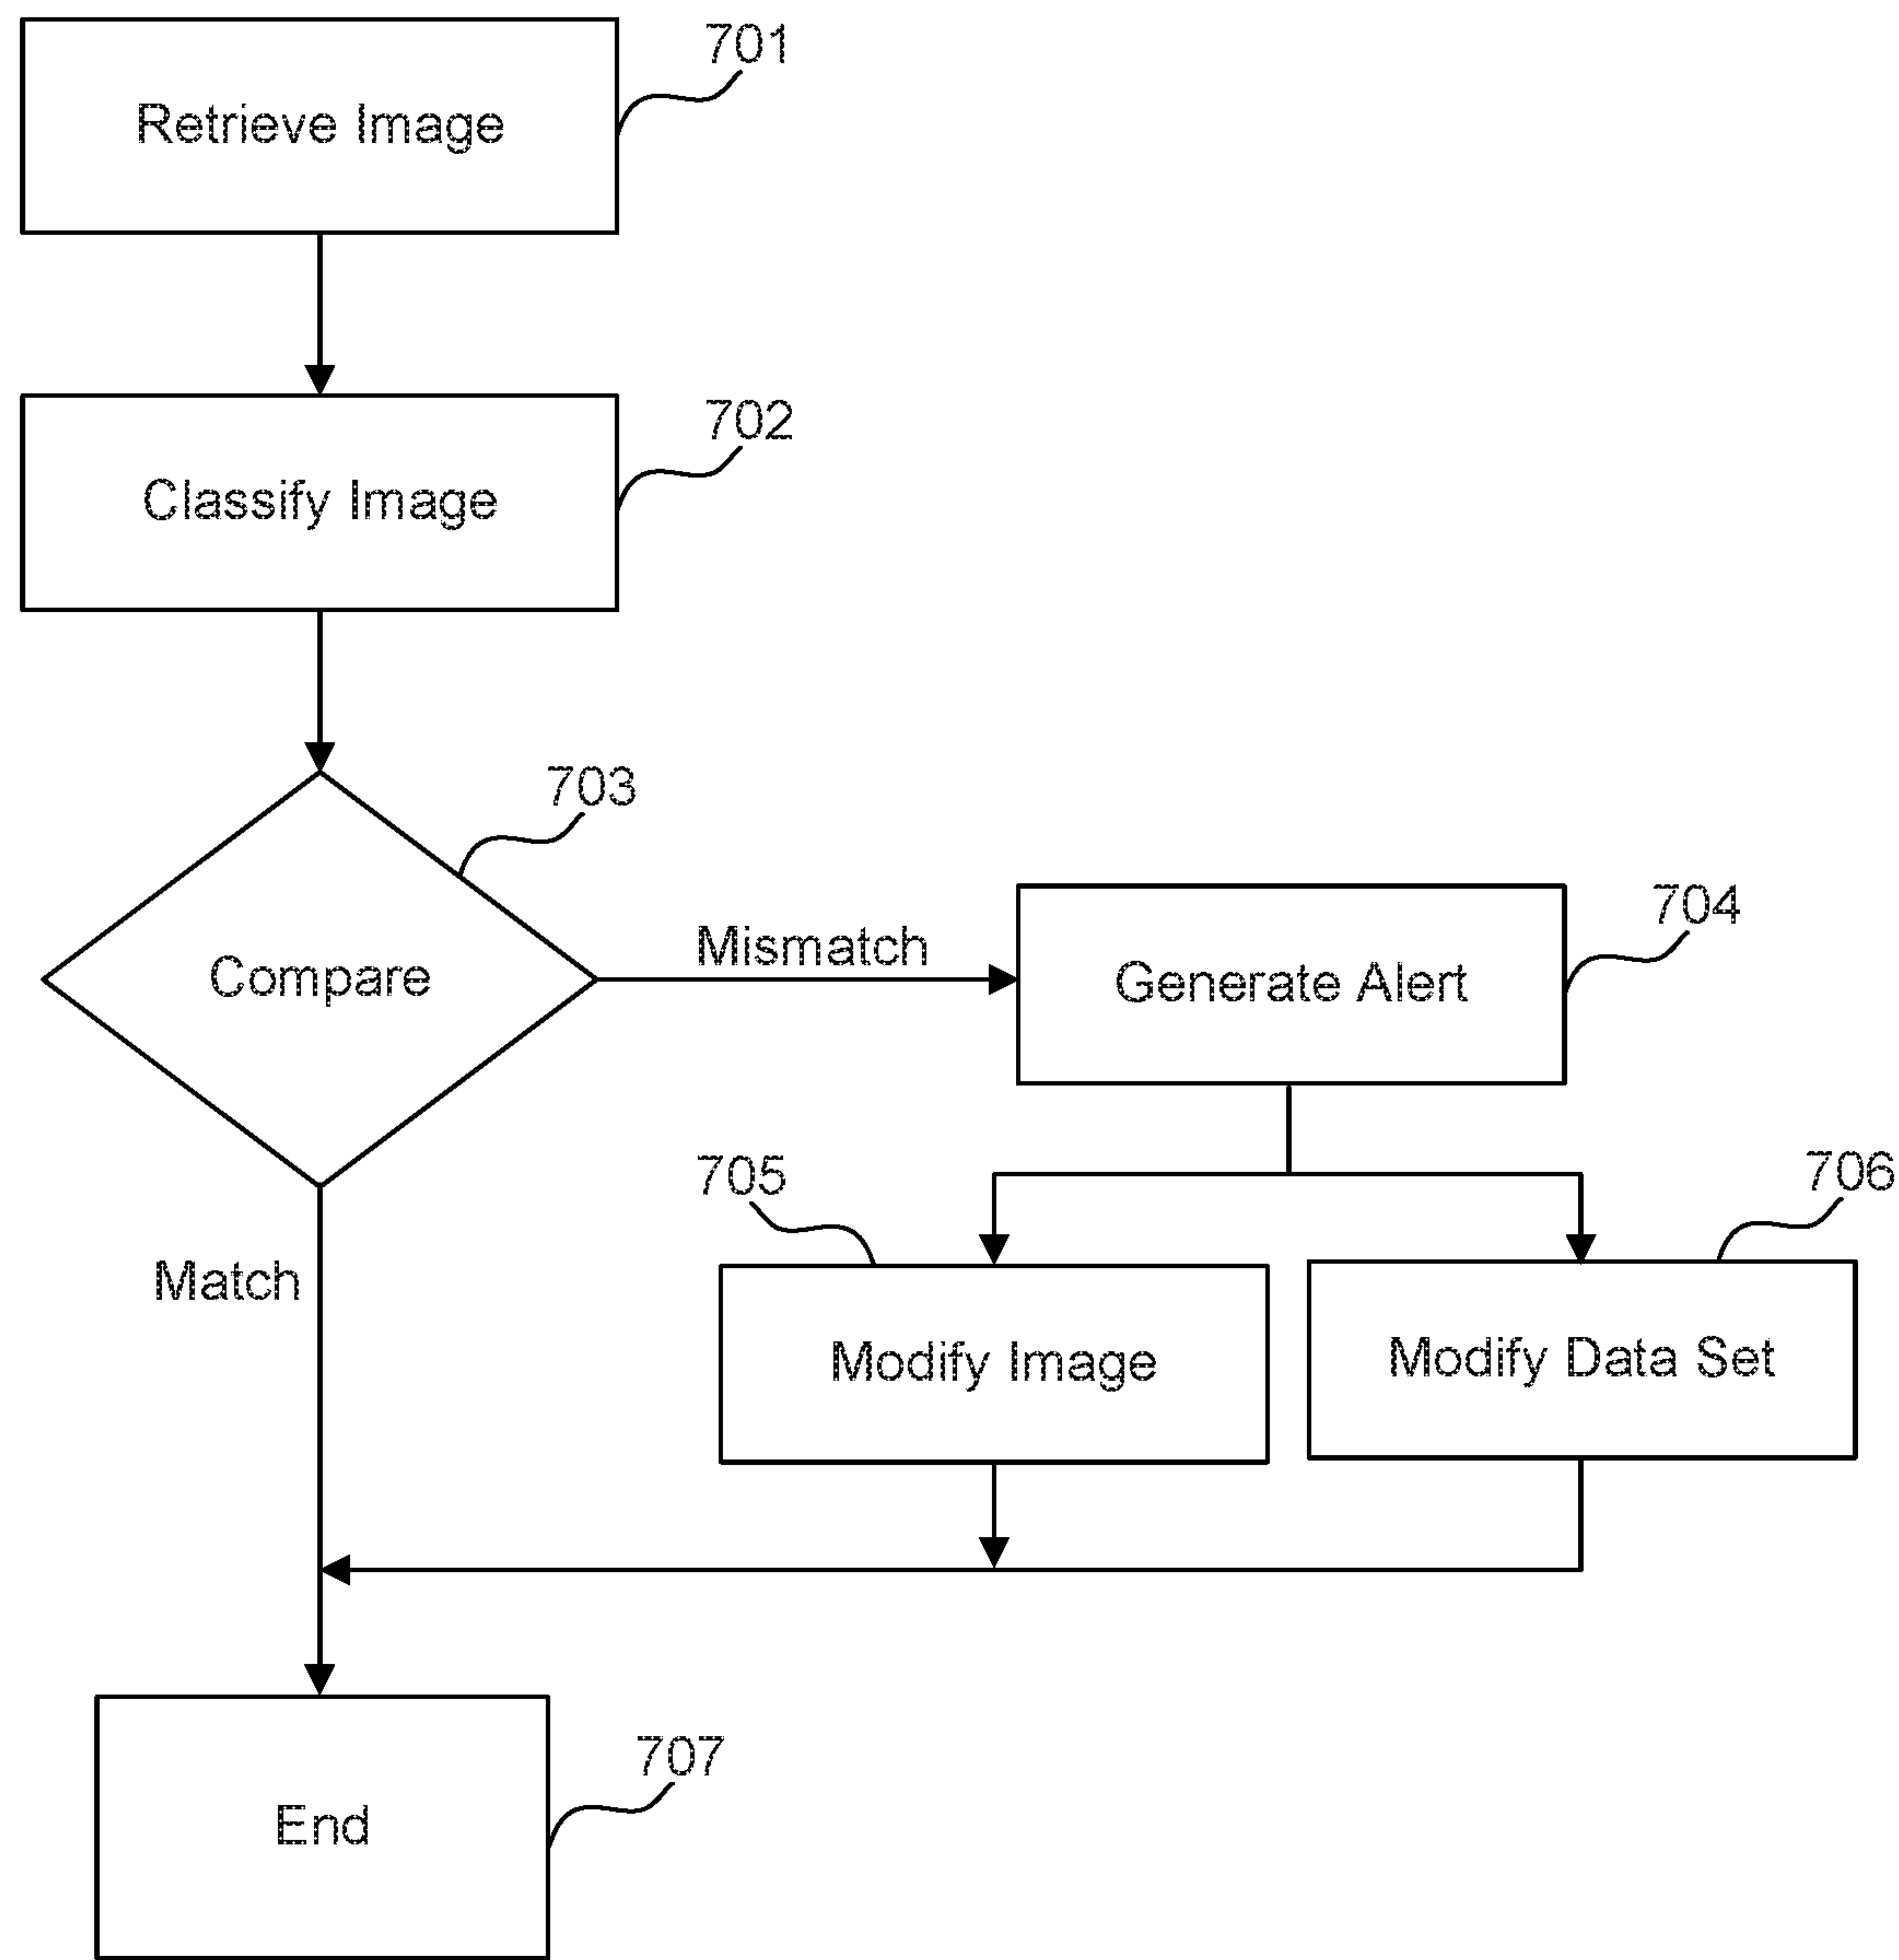 701
Retrieve Image
702
Classify Image
703
Compare
Mismatch
704
Generate Alert
705
706
Match
Modify Image
Modify Data Set
707
End